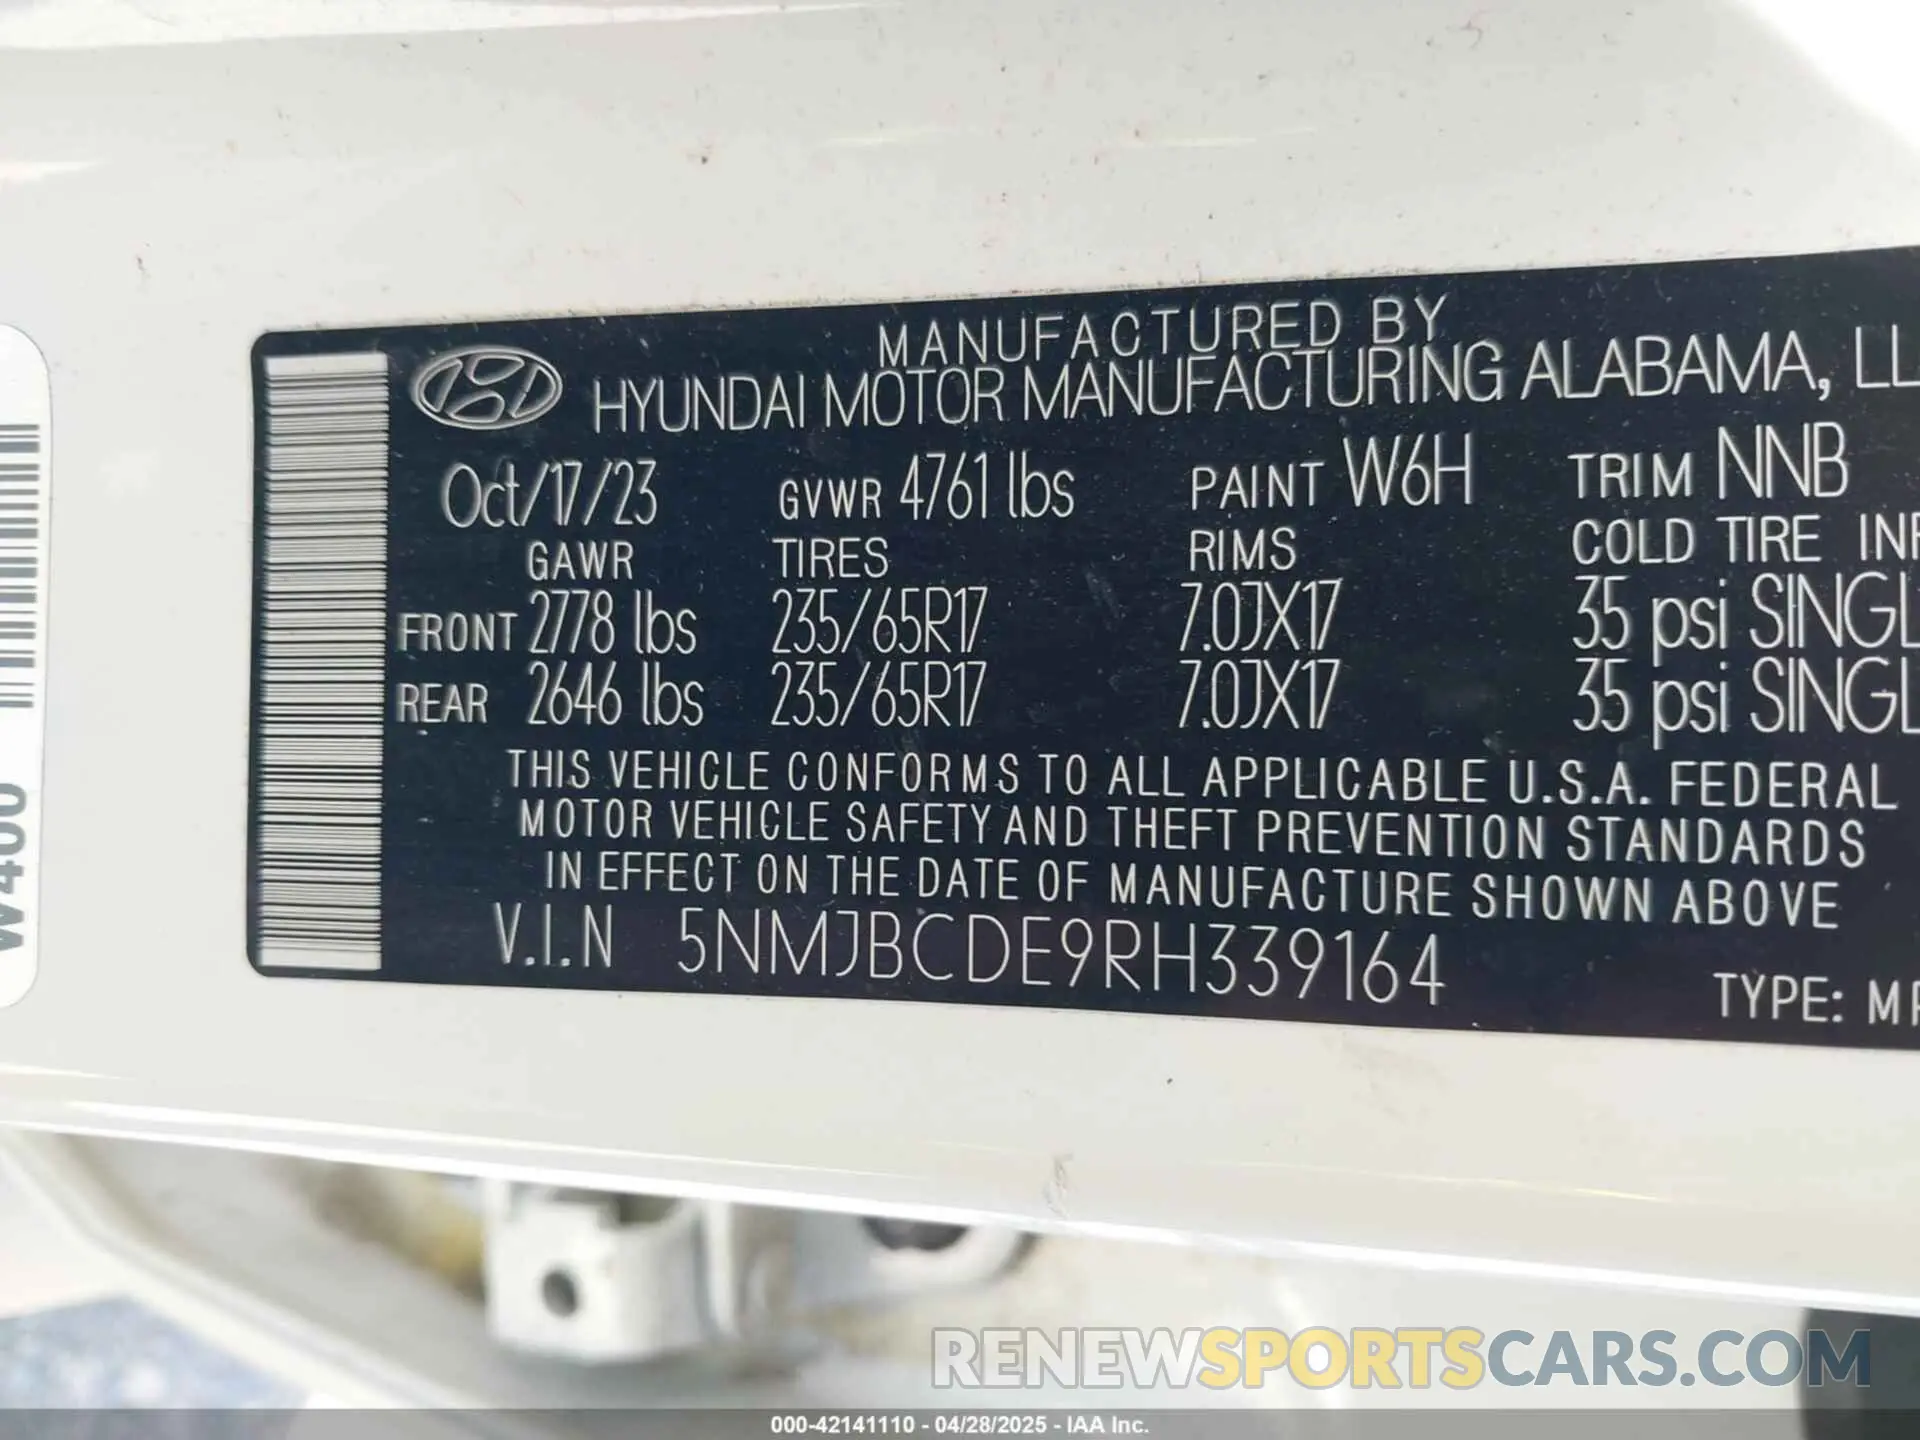 MANUFACTURED BY
HYUNDAI MOTOR MANUFACTURING ALABAMA, LL
Oct/17/23 GVWR 4761 lbs PAINT W6H TRIM NNB
GAWR TIRES RIMS COLD TIRE INF
FRONT 2778 lbs 235/65R17 7.0JX17 35 psi SINGL
REAR 2646 lbs 235/65R17 7.0JX17 35 psi SINGL
THIS VEHICLE CONFORMS TO ALL APPLICABLE U.S.A. FEDERAL
MOTOR VEHICLE SAFETY AND THEFT PREVENTION STANDARDS
IN EFFECT ON THE DATE OF MANUFACTURE SHOWN ABOVE
V.I.N 5NMJBCDE9RH339164
TYPE: MP
W400
RENEWSPORTSCARS.COM
000-42141110 - 04/28/2025 - IAA Inc.